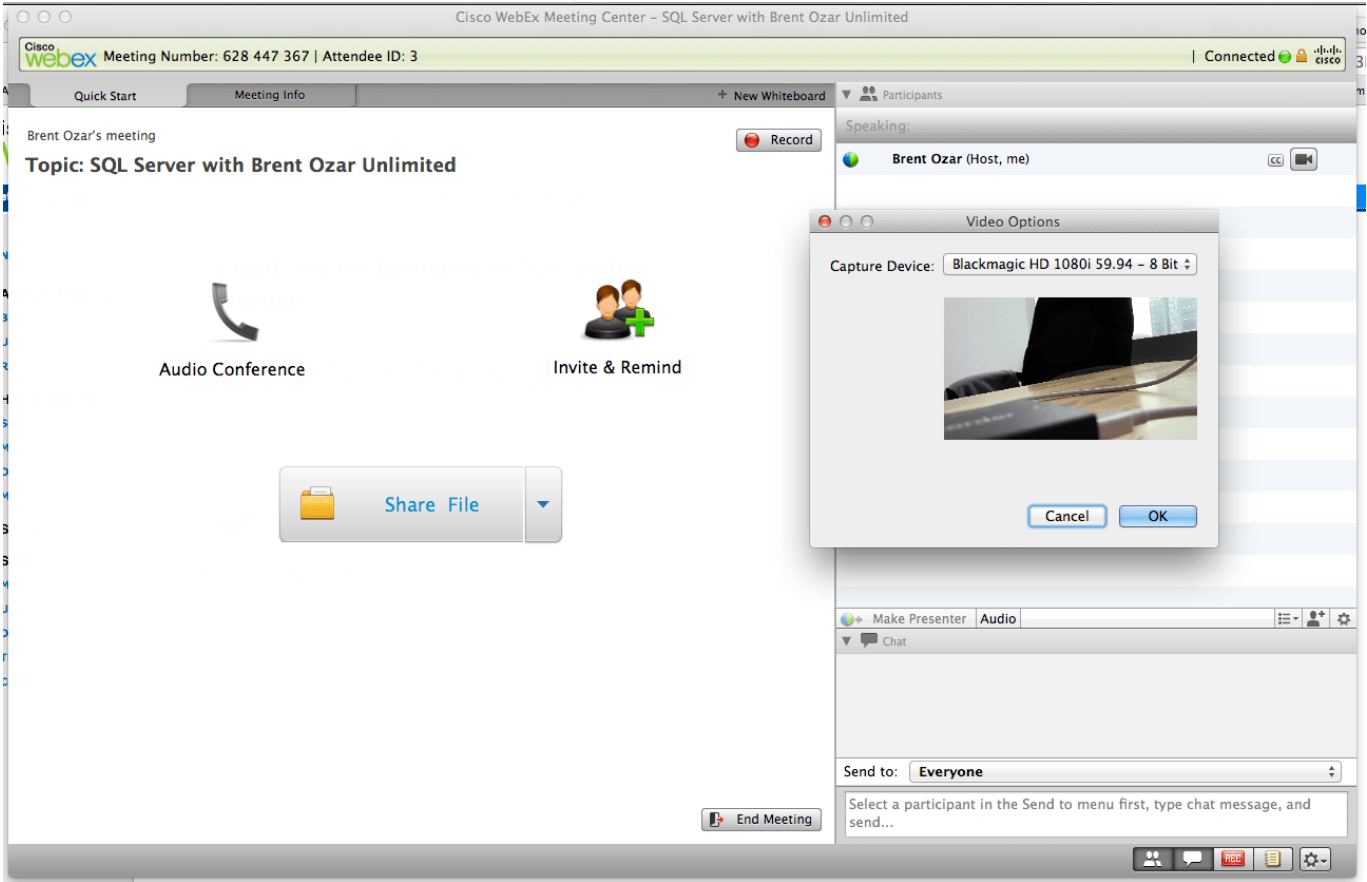 Cisco WebEx Meeting Center – SQL Server with Brent Ozar Unlimited
Cisco webex Meeting Number: 628 447 367 | Attendee ID: 3
| Connected
CISCO
Quick Start
Meeting Info
+ New Whiteboard
Participants
Brent Ozar's meeting
Record
Topic: SQL Server with Brent Ozar Unlimited
Speaking:
Brent Ozar (Host, me)
CC
Video Options
Capture Device: Blackmagic HD 1080i 59.94 – 8 Bit
Cancel
OK
Audio Conference
Invite & Remind
Share File
Make Presenter
Audio
Chat
Send to: Everyone
Select a participant in the Send to menu first, type chat message, and
send...
End Meeting
REC